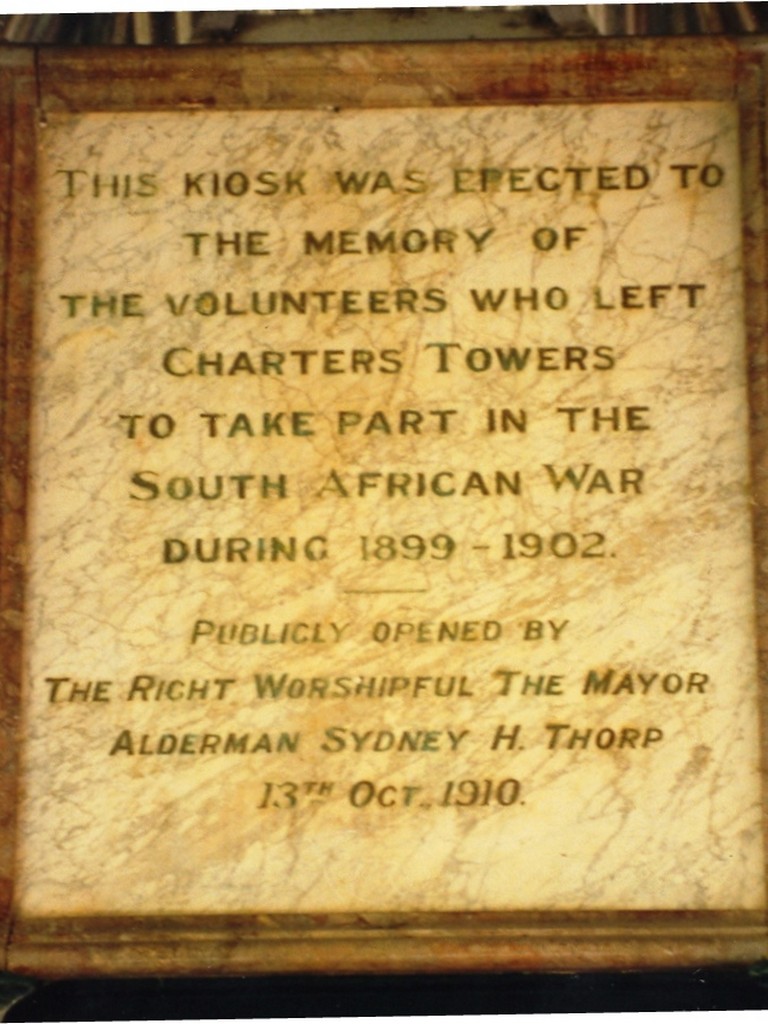 THIS KIOSK WAS ERECTED TO
THE MEMORY OF
THE VOLUNTEERS WHO LEFT
CHARTERS TOWERS
TO TAKE PART IN THE
SOUTH AFRICAN WAR
DURING 1899 - 1902.
PUBLICLY OPENED BY
THE RIGHT WORSHIPFUL THE MAYOR
ALDERMAN SYDNEY H. THORP
13TH OCT., 1910.